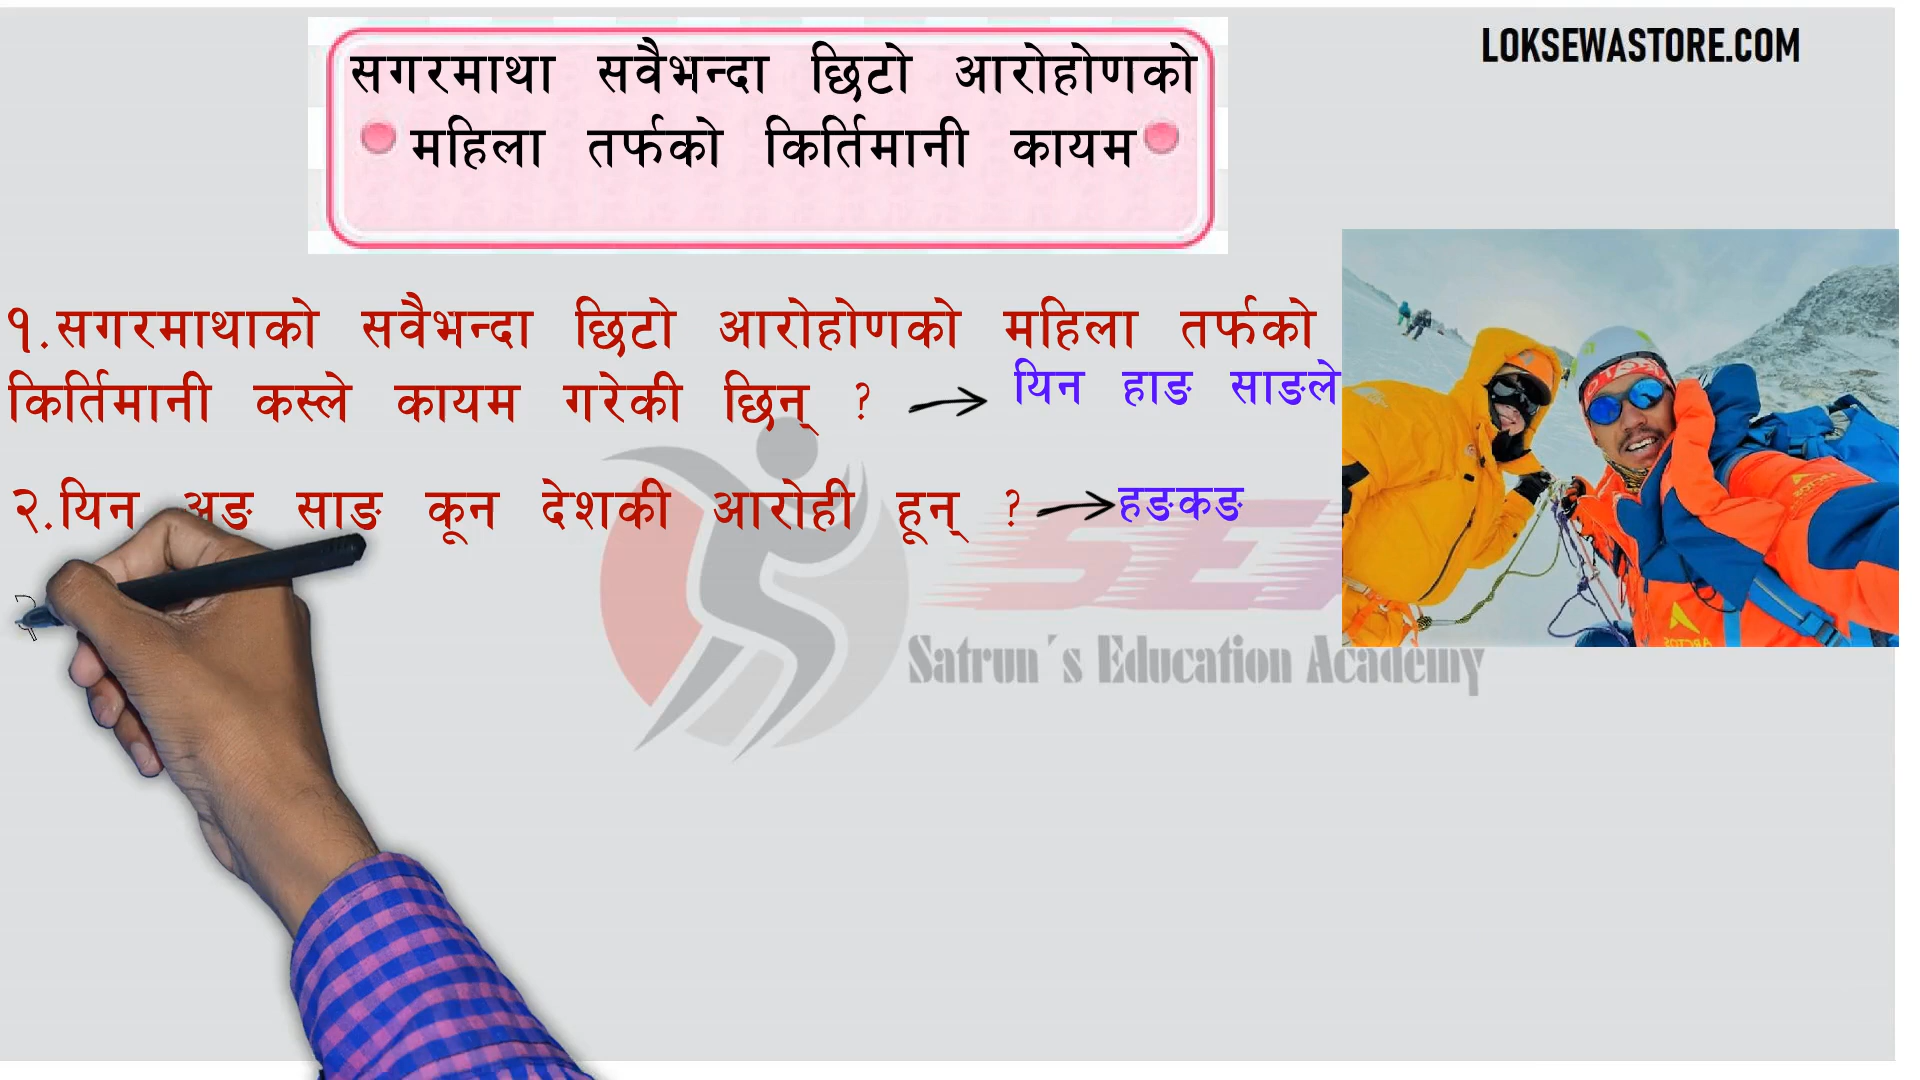 LOKSEWASTORE.COM
सगरमाथा सवैभन्दा छिटो आरोहोणको
महिला तर्फको किर्तिमानी कायम
१.सगरमाथाको सवैभन्दा छिटो आरोहोणको महिला तर्फको
किर्तिमानी कस्ले कायम गरेकी छिन् ?
यिन हाङ साङले
२.यिन अङ साङ कून देशकी आरोही हून् ?
हङकङ
Satrun´s Education Academy